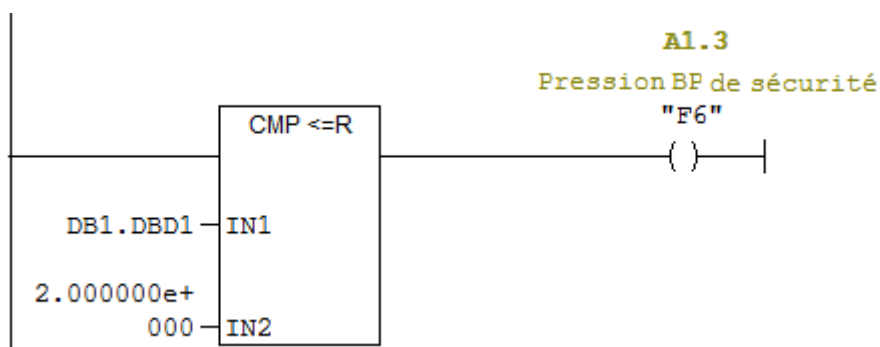 A1.3
Pression BP de sécurité
"F6"
CMP <=R
DB1.DBD1
IN1
2.000000e+
000
IN2